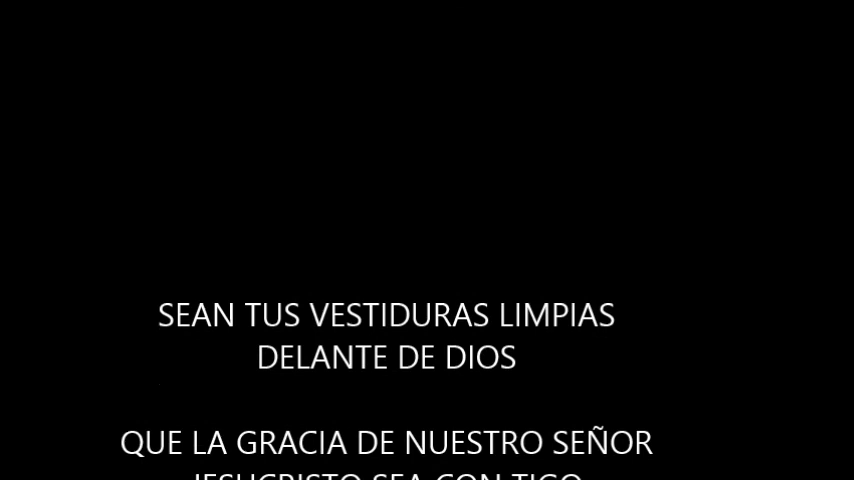 SEAN TUS VESTIDURAS LIMPIAS
DELANTE DE DIOS
QUE LA GRACIA DE NUESTRO SEÑOR
JESUCRISTO SEA CON TIGO